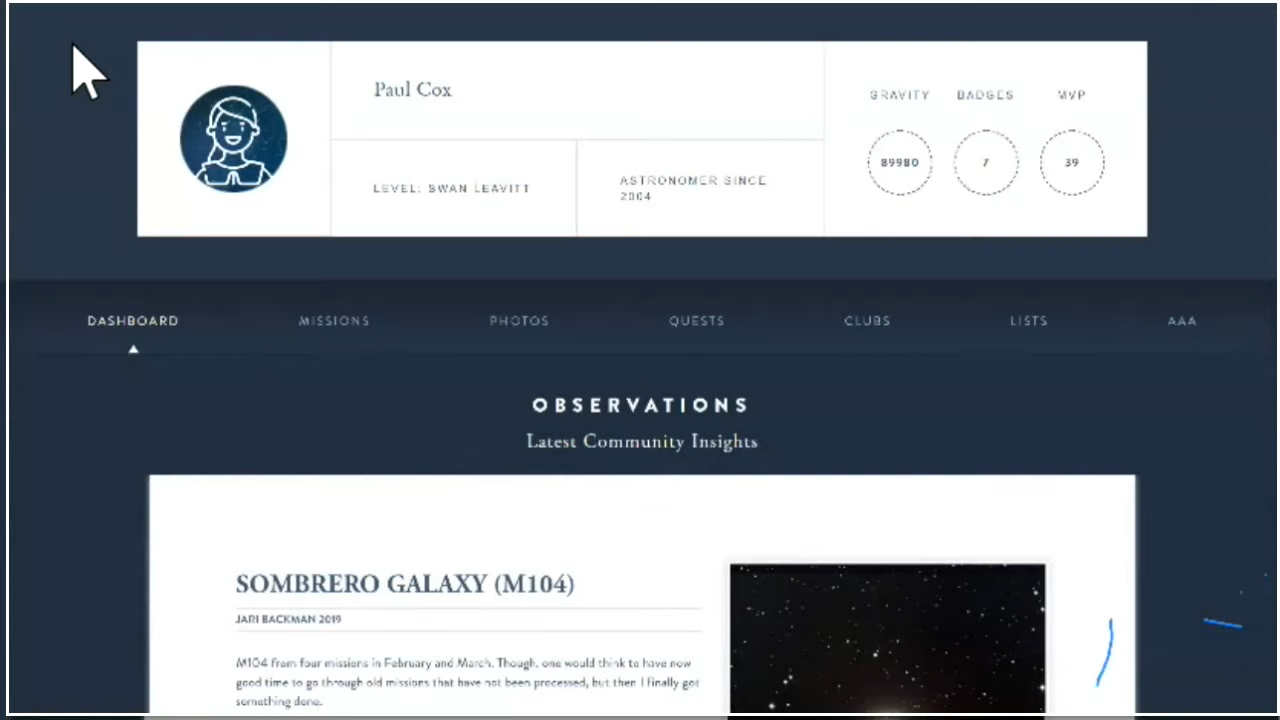 Paul Cox
LEVEL: SWAN LEAVITT
ASTRONOMER SINCE
2004
GRAVITY BADGES MVP
89980 7 39
DASHBOARD MISSIONS PHOTOS QUESTS CLUBS LISTS AAA
OBSERVATIONS
Latest Community Insights
SOMBRERO GALAXY (M104)
JARI BACKMAN 2019
M104 from four missions in February and March. Though, one would think to have now
good time to go through old missions that have not been processed, but then I finally got
something done.